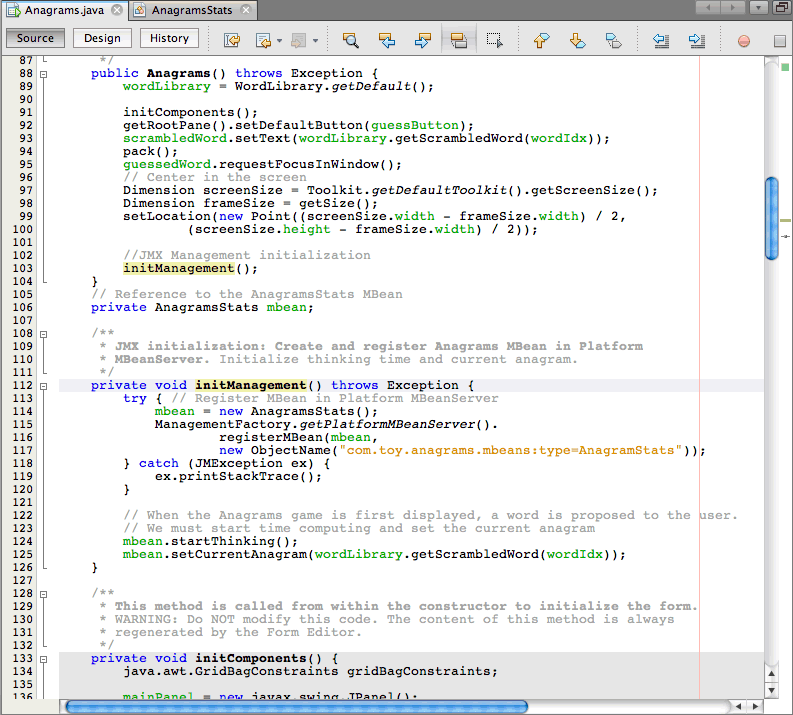 Anagrams.java AnagramsStats
Source Design History
87 */
88 public Anagrams() throws Exception {
89 wordLibrary = WordLibrary.getDefault();
90
91 initComponents();
92 getRootPane().setDefaultButton(guessButton);
93 scrambledWord.setText(wordLibrary.getScrambledWord(wordIdx));
94 pack();
95 guessedWord.requestFocusInWindow();
96 // Center in the screen
97 Dimension screenSize = Toolkit.getDefaultToolkit().getScreenSize();
98 Dimension frameSize = getSize();
99 setLocation(new Point((screenSize.width - frameSize.width) / 2,
100 (screenSize.height - frameSize.width) / 2));
101
102 //JMX Management initialization
103 initManagement();
104 }
105 // Reference to the AnagramsStats MBean
106 private AnagramsStats mbean;
107
108 /**
109 * JMX initialization: Create and register Anagrams MBean in Platform
110 * MBeanServer. Initialize thinking time and current anagram.
111 */
112 private void initManagement() throws Exception {
113 try { // Register MBean in Platform MBeanServer
114 mbean = new AnagramsStats();
115 ManagementFactory.getPlatformMBeanServer().
116 registerMBean(mbean,
117 new ObjectName("com.toy.anagrams.mbeans:type=AnagramStats"));
118 } catch (JMException ex) {
119 ex.printStackTrace();
120 }
121
122 // When the Anagrams game is first displayed, a word is proposed to the user.
123 // We must start time computing and set the current anagram
124 mbean.startThinking();
125 mbean.setCurrentAnagram(wordLibrary.getScrambledWord(wordIdx));
126 }
127
128 /**
129 * This method is called from within the constructor to initialize the form.
130 * WARNING: Do NOT modify this code. The content of this method is always
131 * regenerated by the Form Editor.
132 */
133 private void initComponents() {
134 java.awt.GridBagConstraints gridBagConstraints;
135
136 mainPanel = new javax.swing.JPanel();